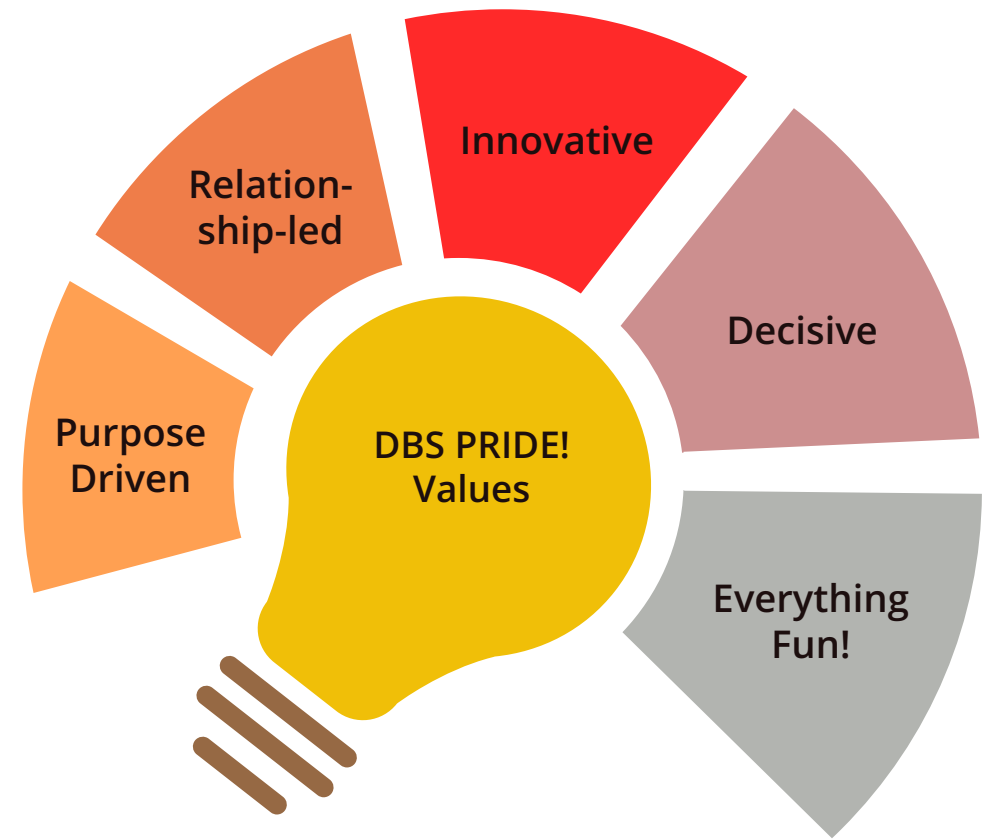 Innovative
Relation-
ship-led
Decisive
Purpose
Driven
DBS PRIDE!
Values
Everything
Fun!